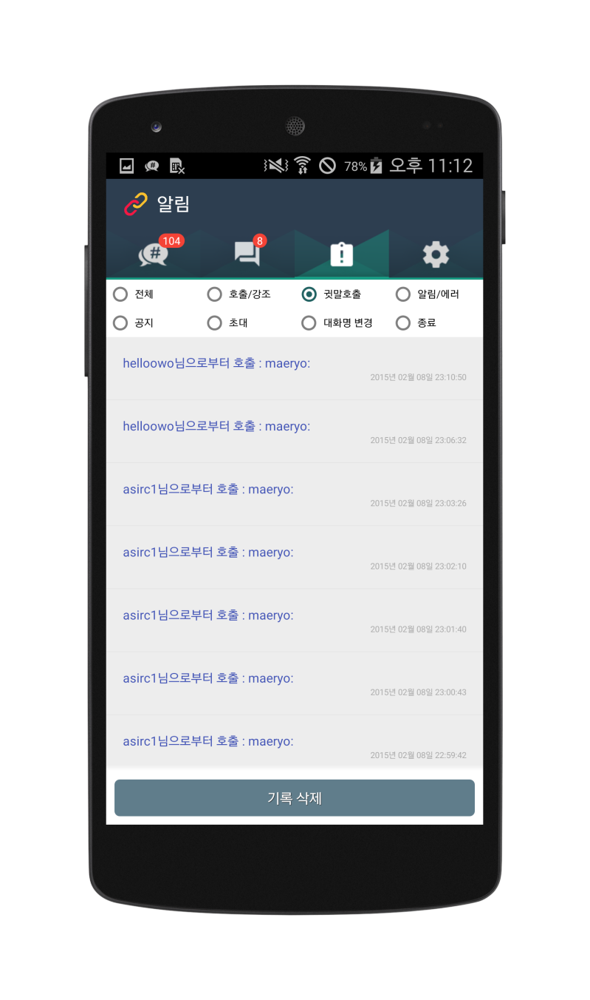 78% 오후 11:12
알림
104 8
전체 호출/강조 귓말호출 알림/에러
공지 초대 대화명 변경 종료
helloowo님으로부터 호출 : maeryo:
2015년 02월 08일 23:10:50
helloowo님으로부터 호출 : maeryo:
2015년 02월 08일 23:06:32
asirc1님으로부터 호출 : maeryo:
2015년 02월 08일 23:03:26
asirc1님으로부터 호출 : maeryo:
2015년 02월 08일 23:02:10
asirc1님으로부터 호출 : maeryo:
2015년 02월 08일 23:01:40
asirc1님으로부터 호출 : maeryo:
2015년 02월 08일 23:00:43
asirc1님으로부터 호출 : maeryo:
2015년 02월 08일 22:59:42
기록 삭제